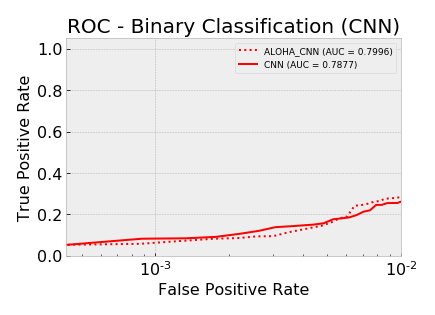 ROC - Binary Classification (CNN)
ALOHA_CNN (AUC = 0.7996)
CNN (AUC = 0.7877)
1.0
0.8
0.6
0.4
0.2
0.0
True Positive Rate
10⁻³
10⁻²
False Positive Rate